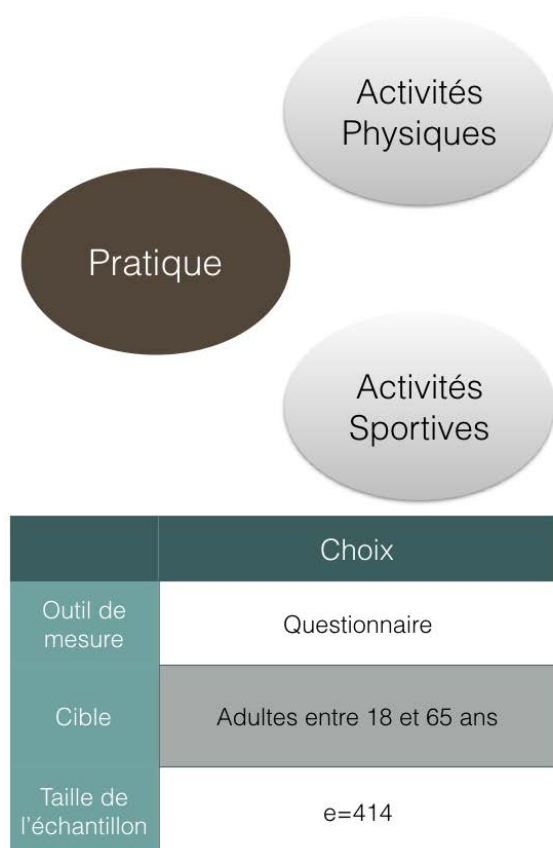 Activités
Physiques
Pratique
Activités
Sportives
Choix
Outil de
mesure
Questionnaire
Cible
Adultes entre 18 et 65 ans
Taille de
l'échantillon
e=414